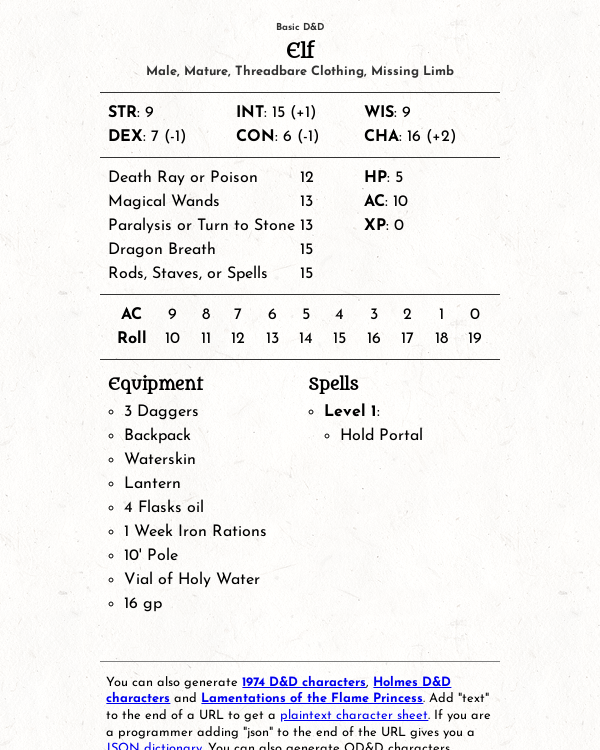 Basic D&D
Elf
Male, Mature, Threadbare Clothing, Missing Limb
STR: 9 INT: 15 (+1) WIS: 9
DEX: 7 (-1) CON: 6 (-1) CHA: 16 (+2)
Death Ray or Poison 12
Magical Wands 13
Paralysis or Turn to Stone 13
Dragon Breath 15
Rods, Staves, or Spells 15
HP: 5
AC: 10
XP: 0
AC 9 8 7 6 5 4 3 2 1 0
Roll 10 11 12 13 14 15 16 17 18 19
Equipment
3 Daggers
Backpack
Waterskin
Lantern
4 Flasks oil
1 Week Iron Rations
10' Pole
Vial of Holy Water
16 gp
Spells
Level 1:
Hold Portal
You can also generate 1974 D&D characters, Holmes D&D
characters and Lamentations of the Flame Princess. Add "text"
to the end of a URL to get a plaintext character sheet. If you are
a programmer adding "json" to the end of the URL gives you a
JSON dictionary. You can also generate OD&D characters